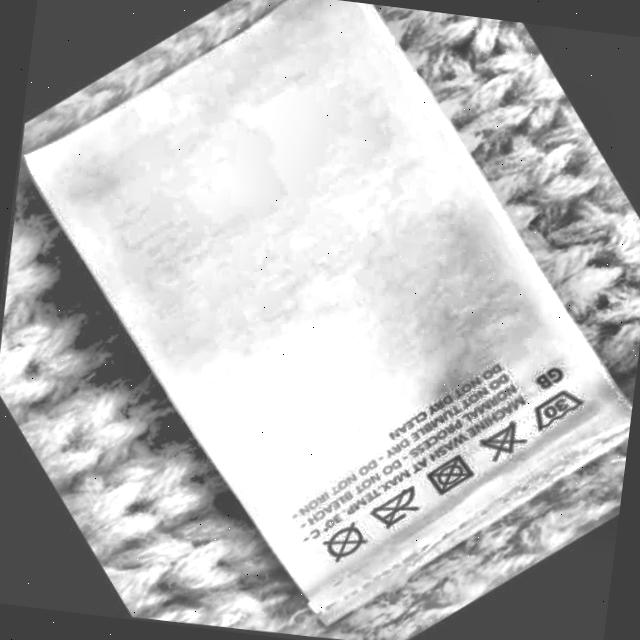 30
GB
MACHINE WASH AT MAX.TEMP 30° C -
NORMAL PROCESS - DO NOT BLEACH -
DO NOT TUMBLE DRY - DO NOT IRON -
DO NOT DRY CLEAN